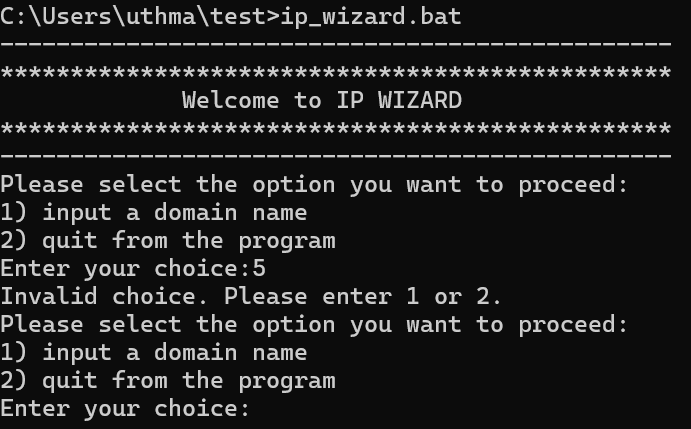 C:\Users\uthma\test>ip_wizard.bat
------------------------------------------------
************************************************
             Welcome to IP WIZARD
************************************************
------------------------------------------------
Please select the option you want to proceed:
1) input a domain name
2) quit from the program
Enter your choice:5
Invalid choice. Please enter 1 or 2.
Please select the option you want to proceed:
1) input a domain name
2) quit from the program
Enter your choice: